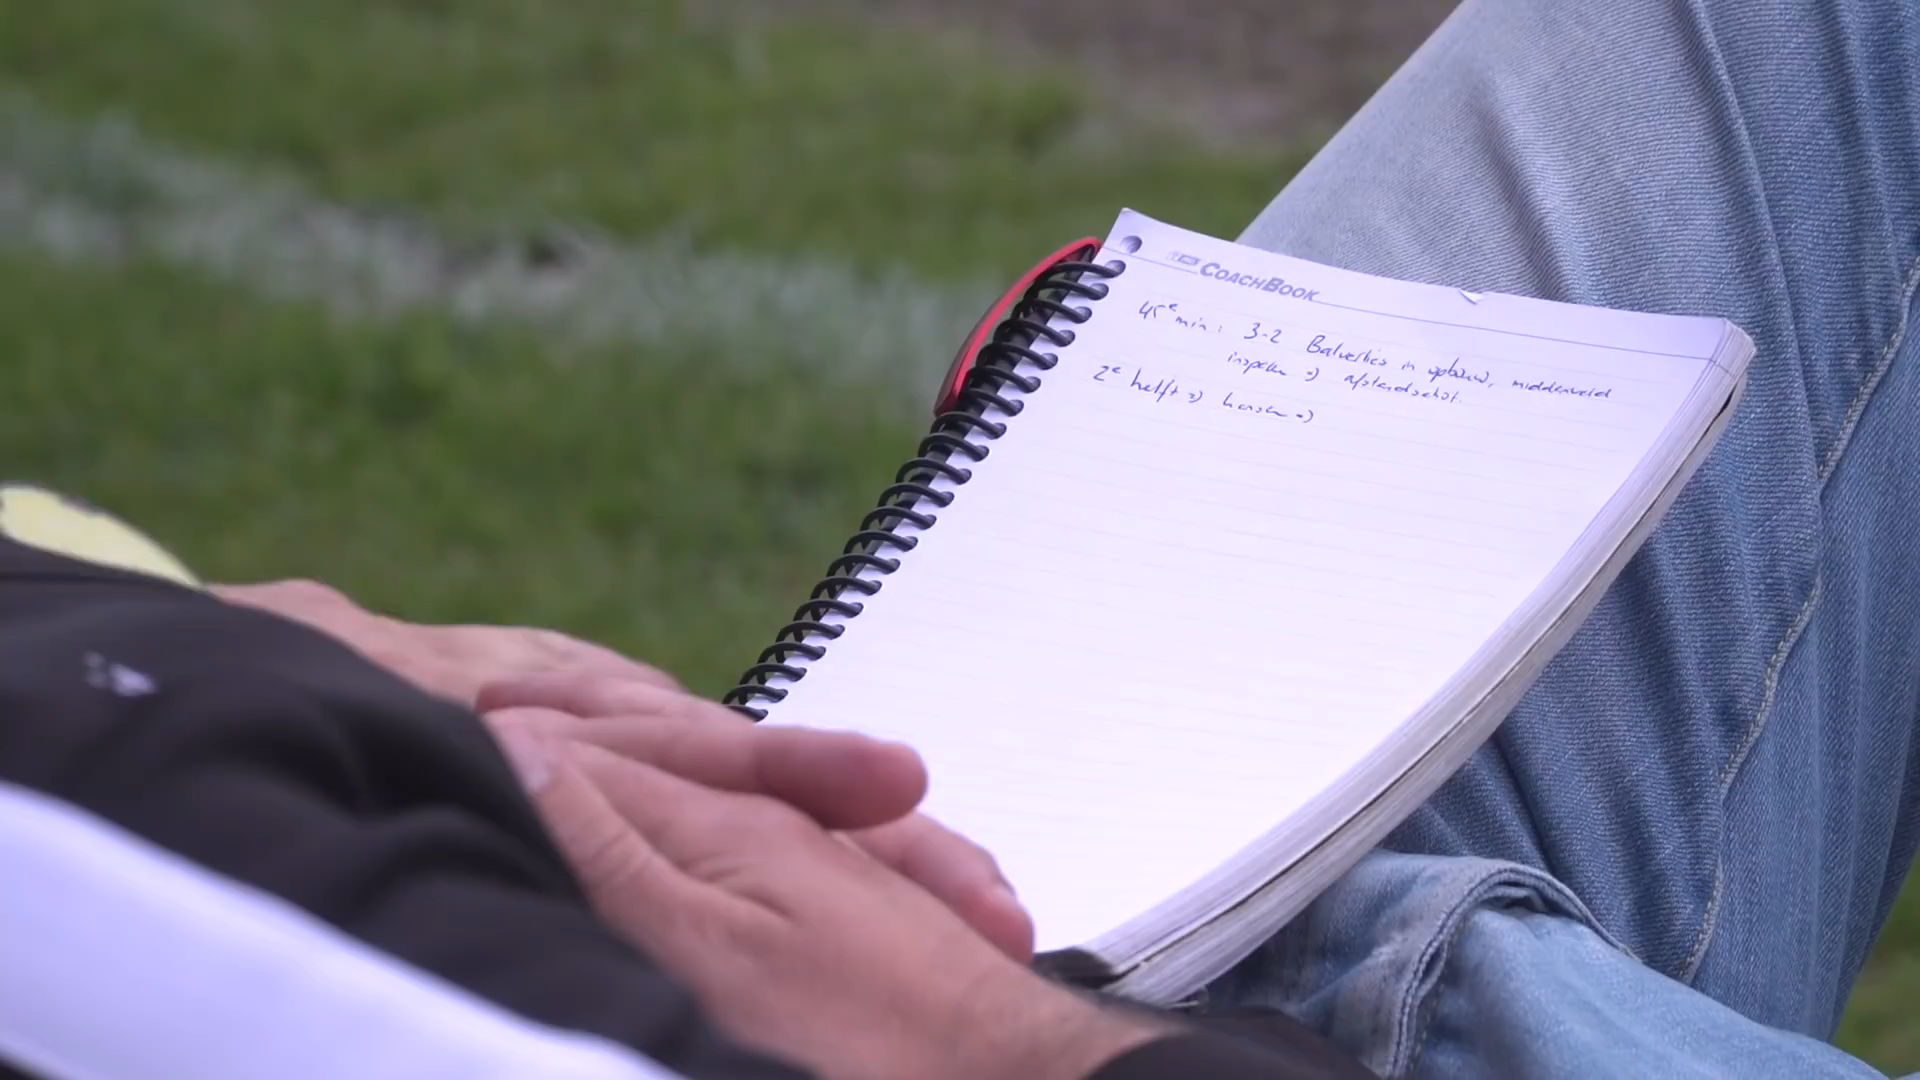 COACHBOOK
45e min: 3-2 Balverlies in opbouw, middenveld
inspelen => afstandsschot.
2e helft =>